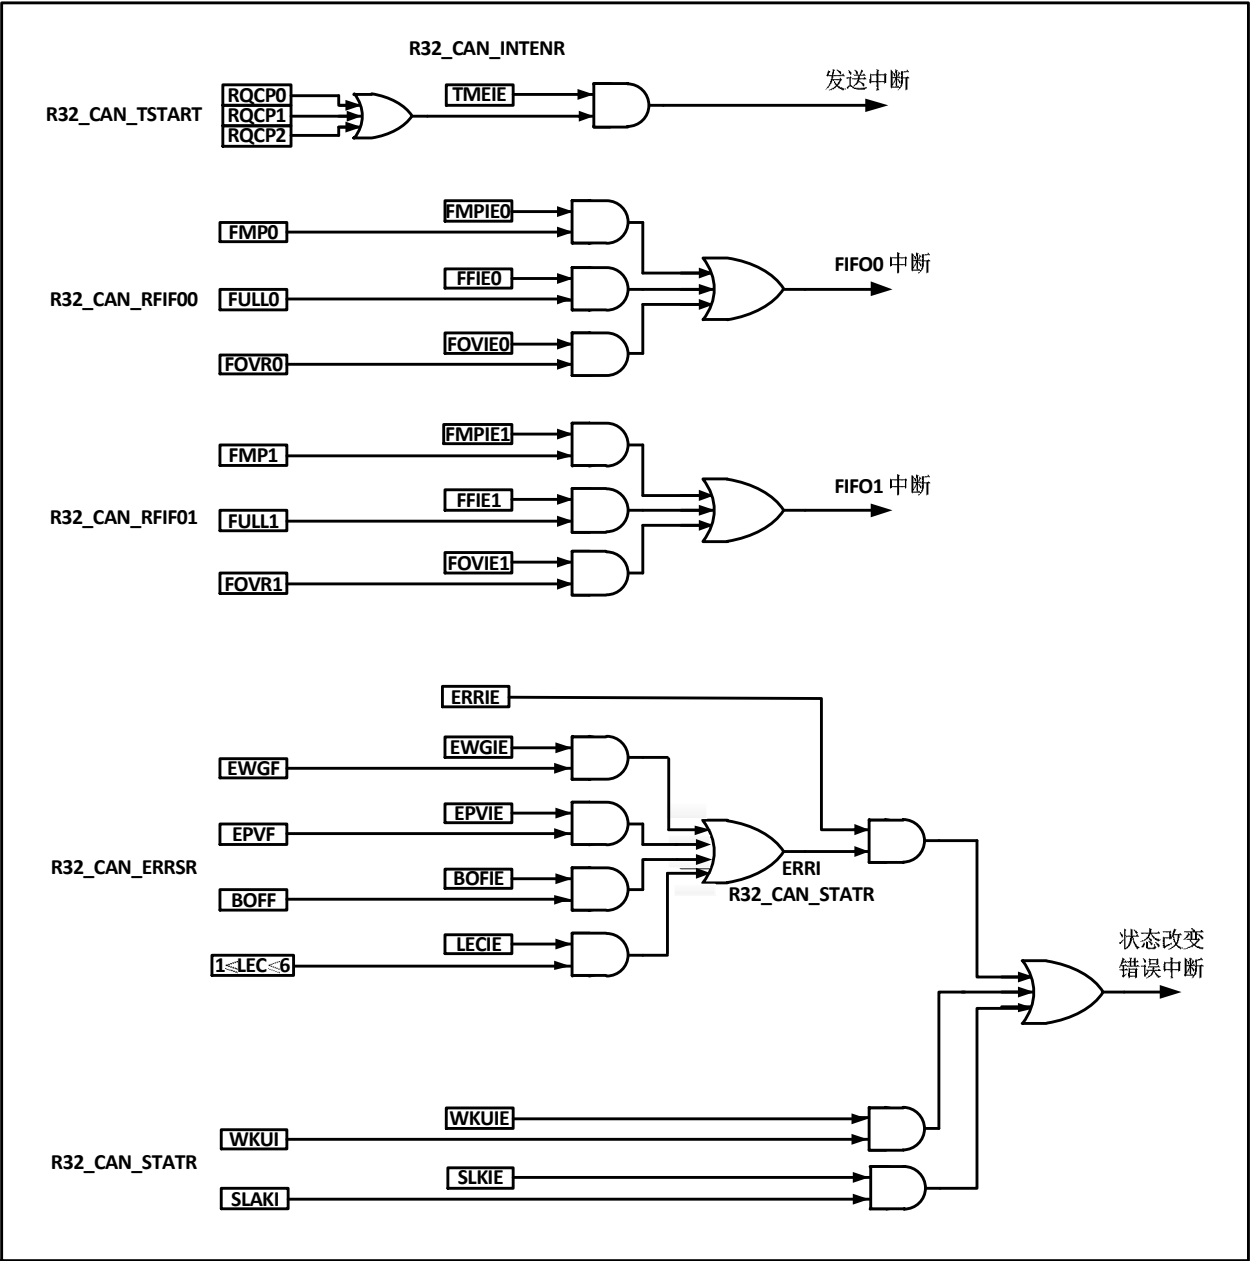 R32_CAN_INTENR
发送中断
R32_CAN_TSTART
RQCP0
RQCP1
RQCP2
TMEIE
FMPIE0
FMP0
FIFO0 中断
R32_CAN_RFIF00
FFIE0
FULL0
FOVIE0
FOVR0
FMPIE1
FMP1
FIFO1 中断
R32_CAN_RFIF01
FFIE1
FULL1
FOVIE1
FOVR1
ERRIE
EWGIE
EWGF
EPVIE
EPVF
R32_CAN_ERRSR
BOFIE
BOFF
ERRI
R32_CAN_STATR
LECIE
1≤LEC≤6
状态改变
错误中断
WKUIE
WKUI
R32_CAN_STATR
SLKIE
SLAKI